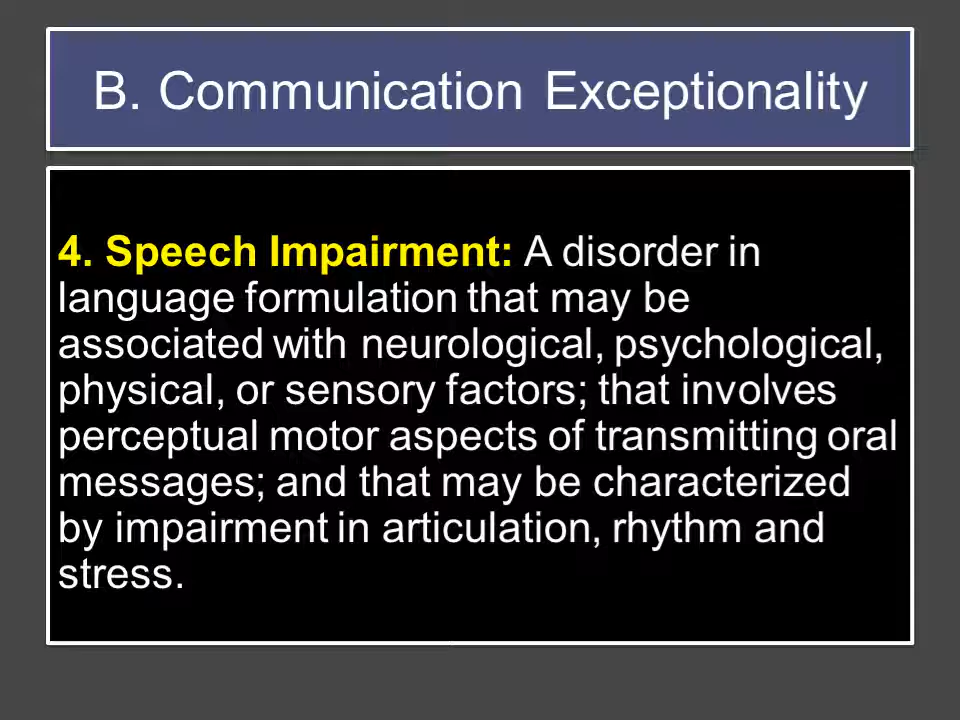 B. Communication Exceptionality
4. Speech Impairment: A disorder in
language formulation that may be
associated with neurological, psychological,
physical, or sensory factors; that involves
perceptual motor aspects of transmitting oral
messages; and that may be characterized
by impairment in articulation, rhythm and
stress.